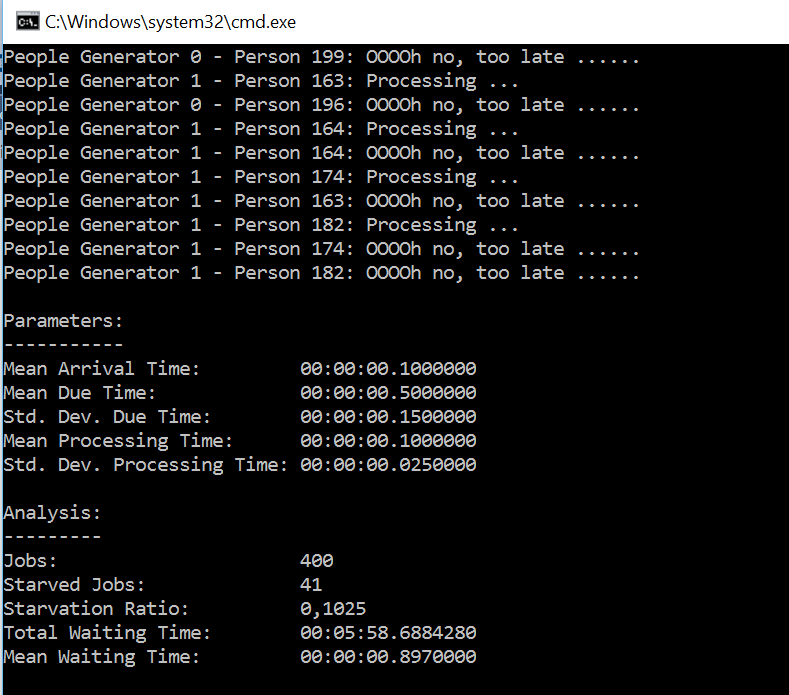 C:\Windows\system32\cmd.exe
People Generator 0 - Person 199: OOOOh no, too late ......
People Generator 1 - Person 163: Processing ...
People Generator 0 - Person 196: OOOOh no, too late ......
People Generator 1 - Person 164: Processing ...
People Generator 1 - Person 164: OOOOh no, too late ......
People Generator 1 - Person 174: Processing ...
People Generator 1 - Person 163: OOOOh no, too late ......
People Generator 1 - Person 182: Processing ...
People Generator 1 - Person 174: OOOOh no, too late ......
People Generator 1 - Person 182: OOOOh no, too late ......
Parameters:
-----------
Mean Arrival Time: 00:00:00.1000000
Mean Due Time: 00:00:00.5000000
Std. Dev. Due Time: 00:00:00.1500000
Mean Processing Time: 00:00:00.1000000
Std. Dev. Processing Time: 00:00:00.0250000
Analysis:
---------
Jobs: 400
Starved Jobs: 41
Starvation Ratio: 0,1025
Total Waiting Time: 00:05:58.6884280
Mean Waiting Time: 00:00:00.8970000